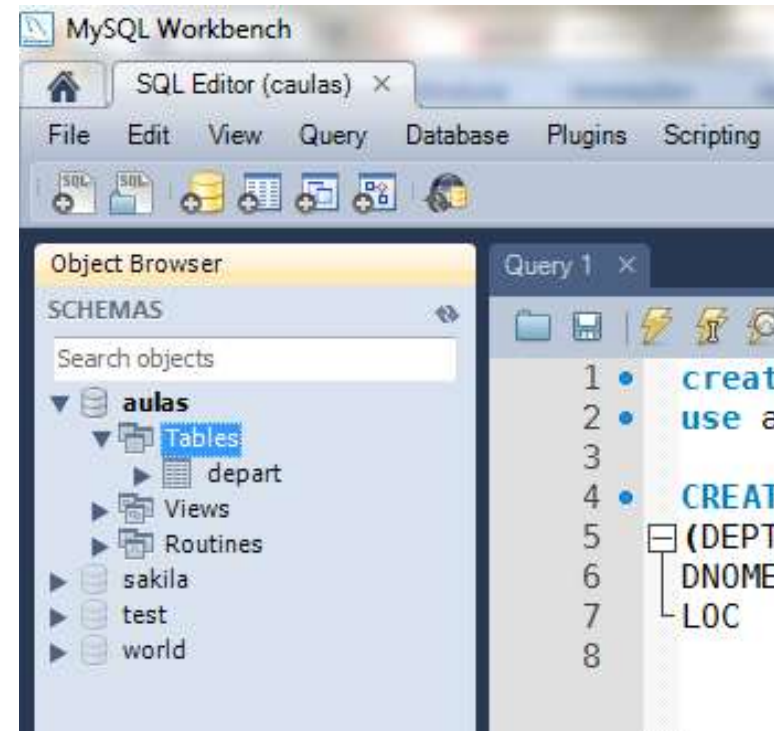 MySQL Workbench
SQL Editor (caulas) ×
File Edit View Query Database Plugins Scripting
SQL SQL
Object Browser
Query 1 ×
SCHEMAS
Search objects
aulas
Tables
depart
Views
Routines
sakila
test
world
1 creat
2 use a
3
4 CREAT
5 (DEPT
6 DNOME
7 LOC
8